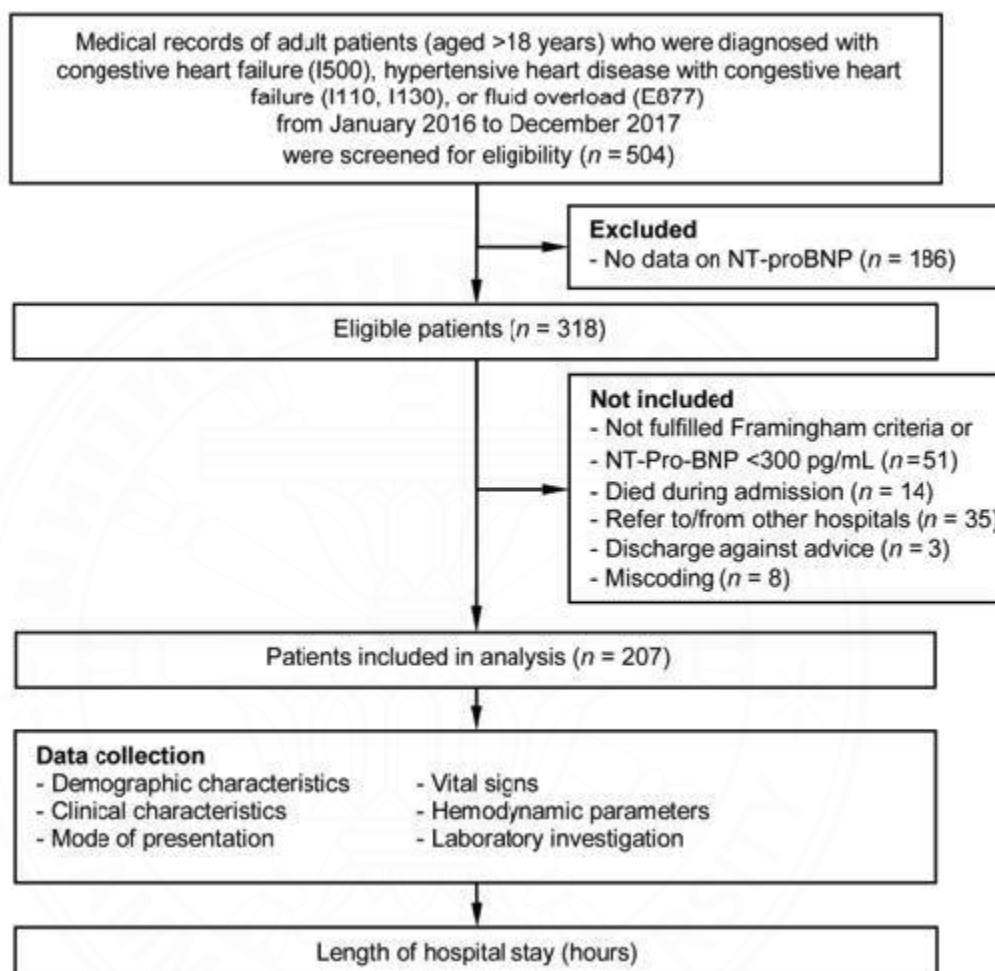 Medical records of adult patients (aged >18 years) who were diagnosed with
congestive heart failure (I500), hypertensive heart disease with congestive heart
failure (I110, I130), or fluid overload (E877)
from January 2016 to December 2017
were screened for eligibility (n = 504)
Excluded
- No data on NT-proBNP (n = 186)
Eligible patients (n = 318)
Not included
- Not fulfilled Framingham criteria or
- NT-Pro-BNP <300 pg/mL (n=51)
- Died during admission (n = 14)
- Refer to/from other hospitals (n = 35)
- Discharge against advice (n = 3)
- Miscoding (n = 8)
Patients included in analysis (n = 207)
Data collection
- Demographic characteristics
- Clinical characteristics
- Mode of presentation
- Vital signs
- Hemodynamic parameters
- Laboratory investigation
Length of hospital stay (hours)